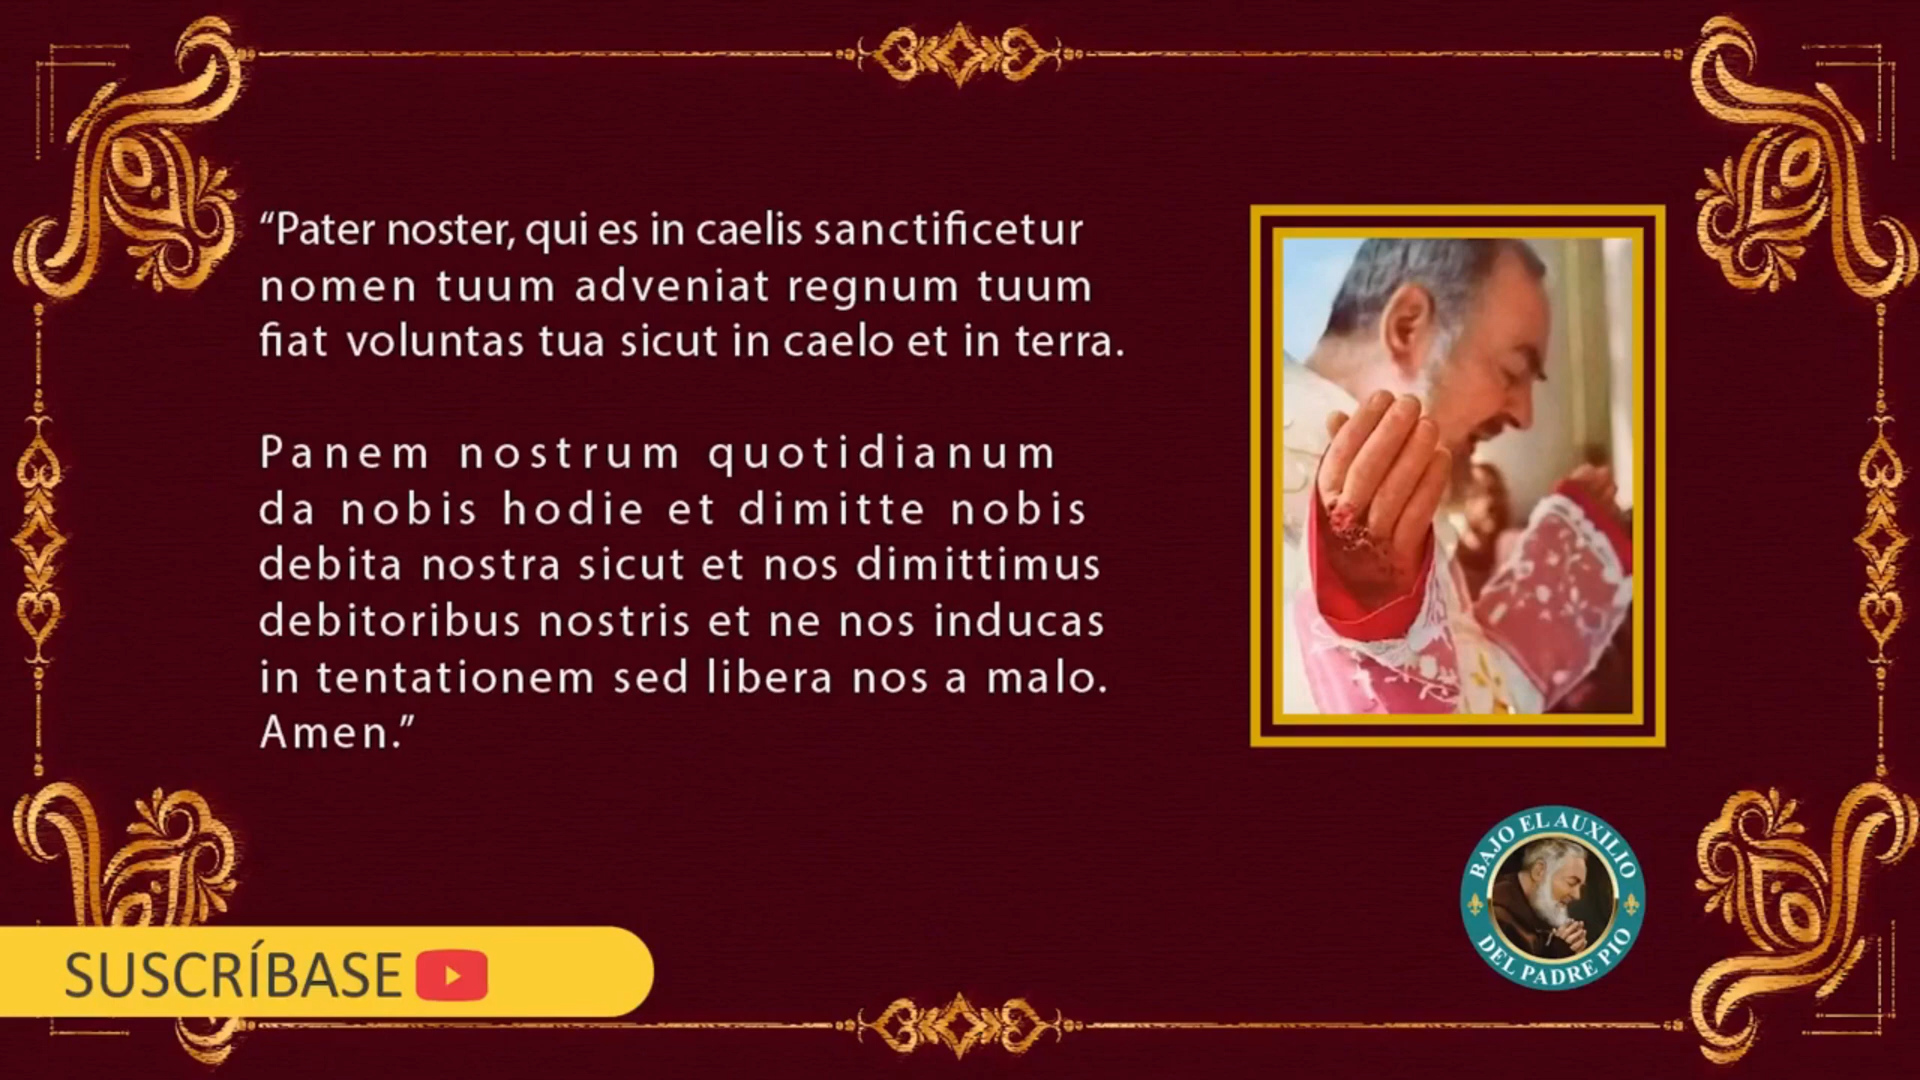 “Pater noster, qui es in caelis sanctificetur
nomen tuum adveniat regnum tuum
fiat voluntas tua sicut in caelo et in terra.
Panem nostrum quotidianum
da nobis hodie et dimitte nobis
debita nostra sicut et nos dimittimus
debitoribus nostris et ne nos inducas
in tentationem sed libera nos a malo.
Amen.”
BAJO EL AUXILIO
DEL PADRE PIO
SUSCRÍBASE